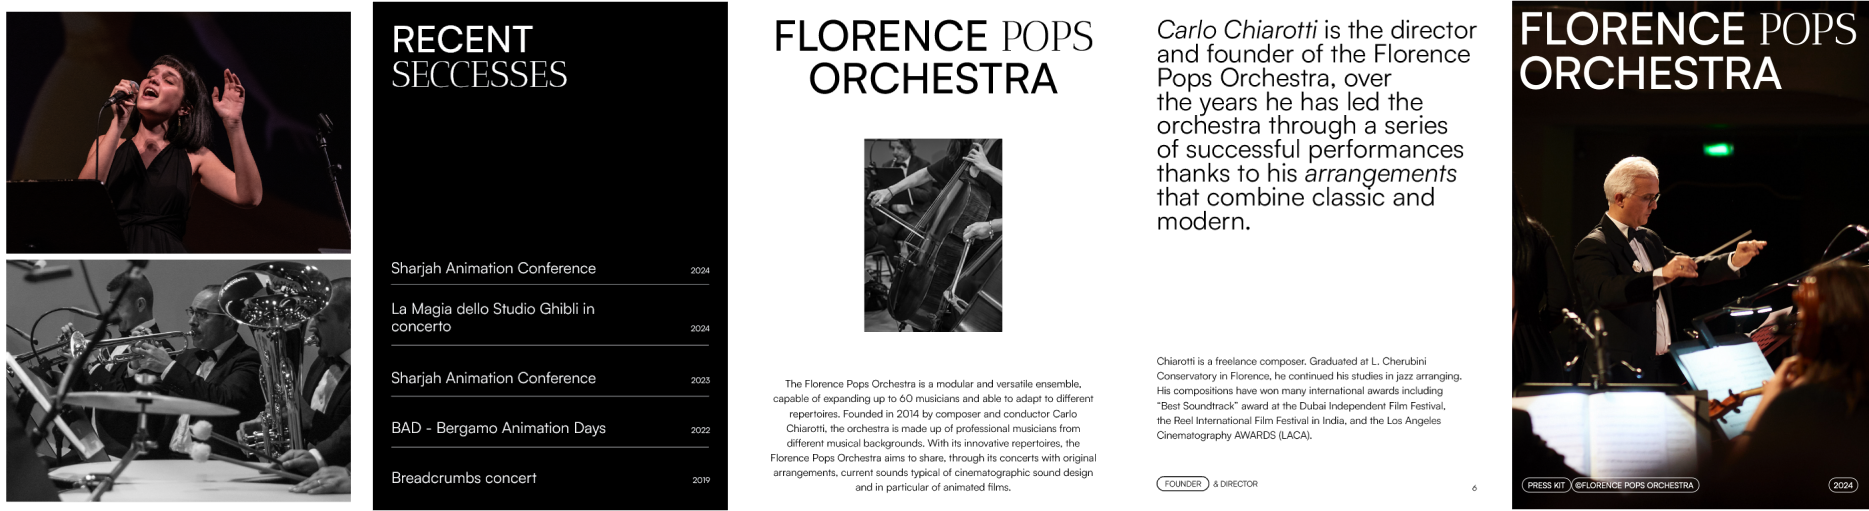 RECENT
SECCESSES
Sharjah Animation Conference 2024
La Magia dello Studio Ghibli in
concerto 2024
Sharjah Animation Conference 2023
BAD - Bergamo Animation Days 2022
Breadcrumbs concert 2019
FLORENCE POPS
ORCHESTRA
The Florence Pops Orchestra is a modular and versatile ensemble,
capable of expanding up to 60 musicians and able to adapt to different
repertoires. Founded in 2014 by composer and conductor Carlo
Chiarotti, the orchestra is made up of professional musicians from
different musical backgrounds. With its innovative repertoires, the
Florence Pops Orchestra aims to share, through its concerts with original
arrangements, current sounds typical of cinematographic sound design
and in particular of animated films.
Carlo Chiarotti is the director
and founder of the Florence
Pops Orchestra, over
the years he has led the
orchestra through a series
of successful performances
thanks to his arrangements
that combine classic and
modern.
Chiarotti is a freelance composer. Graduated at L. Cherubini
Conservatory in Florence, he continued his studies in jazz arranging.
His compositions have won many international awards including
“Best Soundtrack” award at the Dubai Independent Film Festival,
the Reel International Film Festival in India, and the Los Angeles
Cinematography AWARDS (LACA).
FOUNDER & DIRECTOR 6
FLORENCE POPS
ORCHESTRA
PRESS KIT ©FLORENCE POPS ORCHESTRA 2024